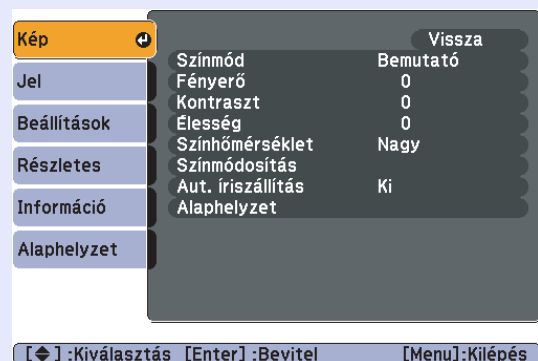 Kép
Vissza
Színmód Bemutató
Fényerő 0
Kontraszt 0
Élesség 0
Színhőmérséklet Nagy
Színmódosítás
Aut. íriszállítás Ki
Alaphelyzet
Jel
Beállítások
Részletes
Információ
Alaphelyzet
[◆] :Kiválasztás [Enter] :Bevitel [Menu]:Kilépés